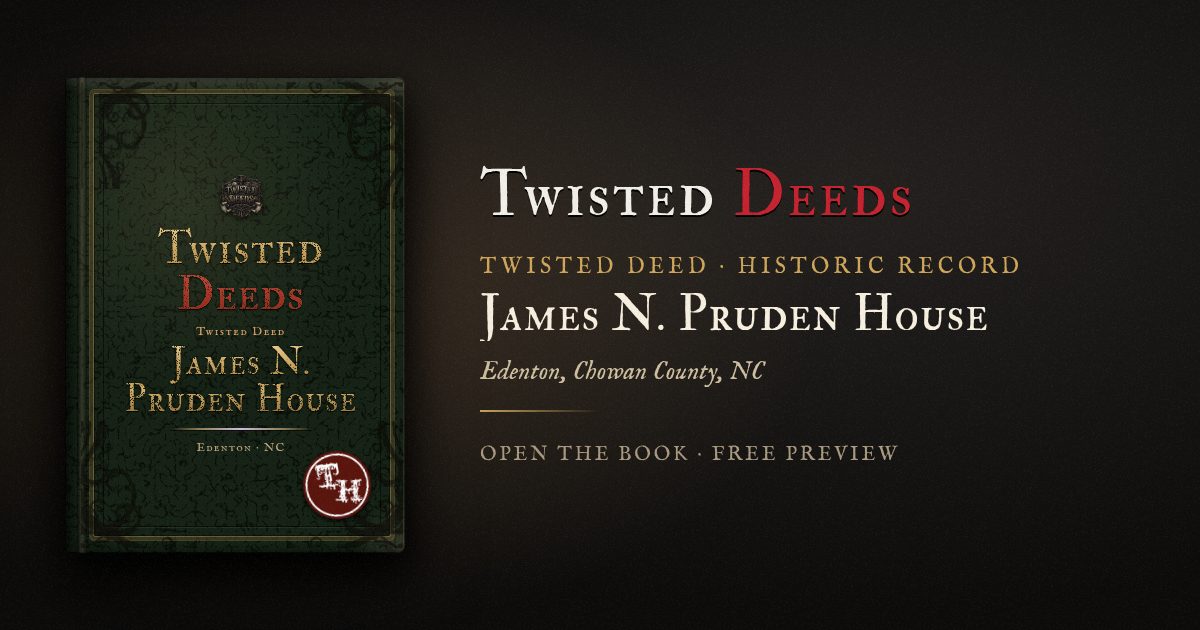 Twisted Deeds
Twisted Deed
James N.
Pruden House
Edenton · NC
TH
Twisted Deeds
TWISTED DEED · HISTORIC RECORD
James N. Pruden House
Edenton, Chowan County, NC
OPEN THE BOOK · FREE PREVIEW